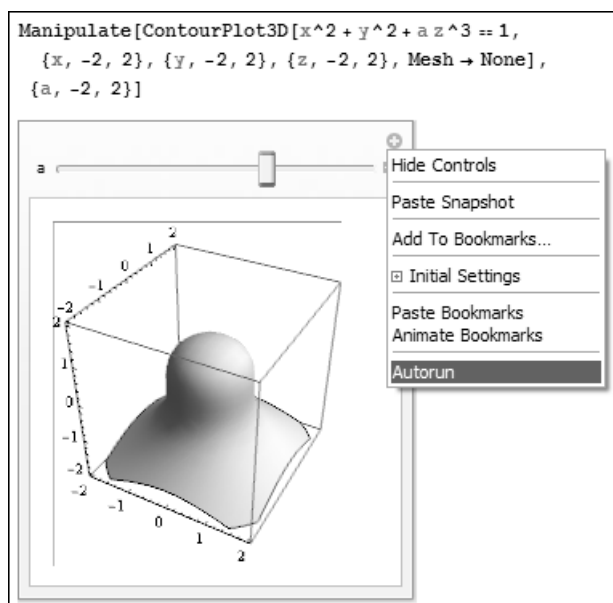 Manipulate[ContourPlot3D[x^2 + y^2 + a z^3 == 1,
{x, -2, 2}, {y, -2, 2}, {z, -2, 2}, Mesh → None],
{a, -2, 2}]
a
Hide Controls
Paste Snapshot
Add To Bookmarks...
Initial Settings
Paste Bookmarks
Animate Bookmarks
Autorun
2
1
0
-1
-2
2
1
0
-1
-2
-2
-1
0
1
2